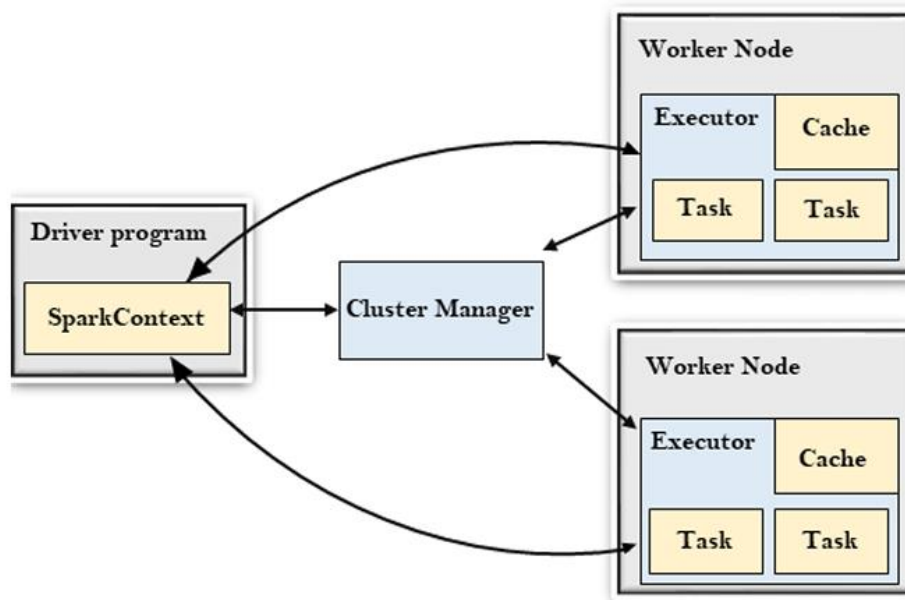 Driver program
SparkContext
Cluster Manager
Worker Node
Executor
Cache
Task
Task
Worker Node
Executor
Cache
Task
Task